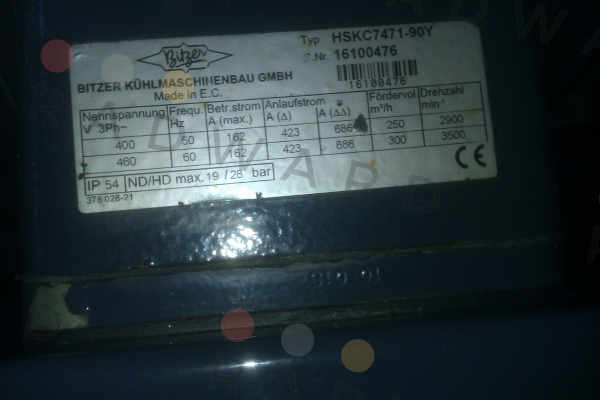 Bitzer
Typ HSKC7471-90Y
S.Nr. 16100476
16100476
BITZER KÜHLMASCHINENBAU GMBH
Made in E.C.
Nennspannung V 3Ph~ Frequ. Hz Betr.strom A (max.) Anlaufstrom A (Δ) A (ΔΔ) Fördervol. m³/h Drehzahl min⁻¹
400 50 162 423 686 250 2900
460 60 162 423 686 300 3500
IP 54 ND/HD max. 19 / 28 bar
CE
378 028-21
RADWARD